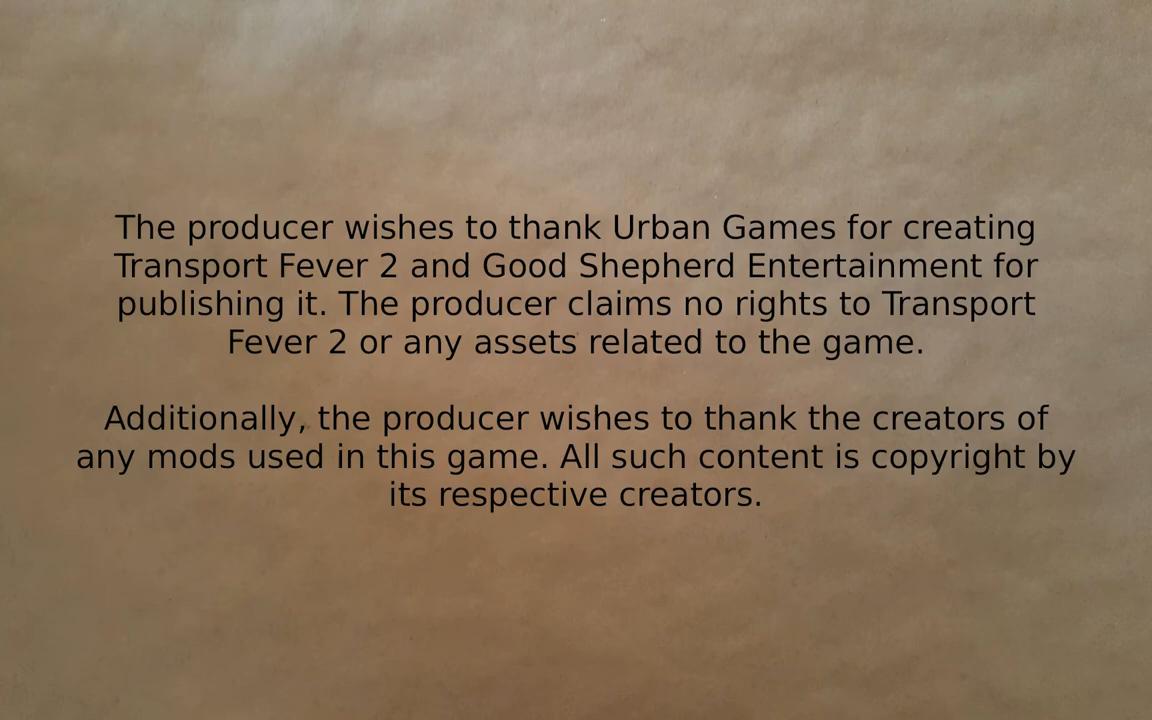 The producer wishes to thank Urban Games for creating
Transport Fever 2 and Good Shepherd Entertainment for
publishing it. The producer claims no rights to Transport
Fever 2 or any assets related to the game.
Additionally, the producer wishes to thank the creators of
any mods used in this game. All such content is copyright by
its respective creators.